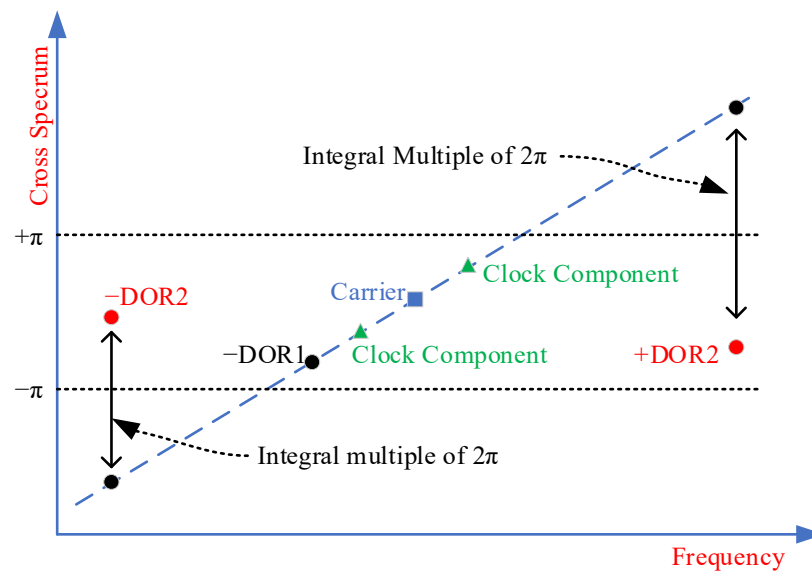 Cross Specrum
Integral Multiple of 2π
+π
Clock Component
Carrier
−DOR2
−DOR1
Clock Component
+DOR2
−π
Integral multiple of 2π
Frequency